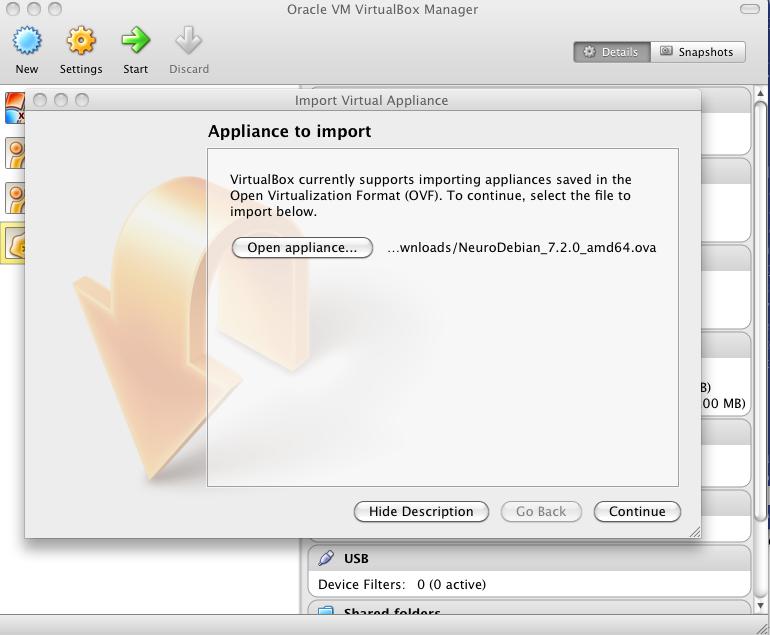 Oracle VM VirtualBox Manager
New
Settings
Start
Discard
Details
Snapshots
Import Virtual Appliance
Appliance to import
VirtualBox currently supports importing appliances saved in the
Open Virtualization Format (OVF). To continue, select the file to
import below.
Open appliance...
...wnloads/NeuroDebian_7.2.0_amd64.ova
B)
00 MB)
Hide Description
Go Back
Continue
USB
Device Filters: 0 (0 active)
Shared folders